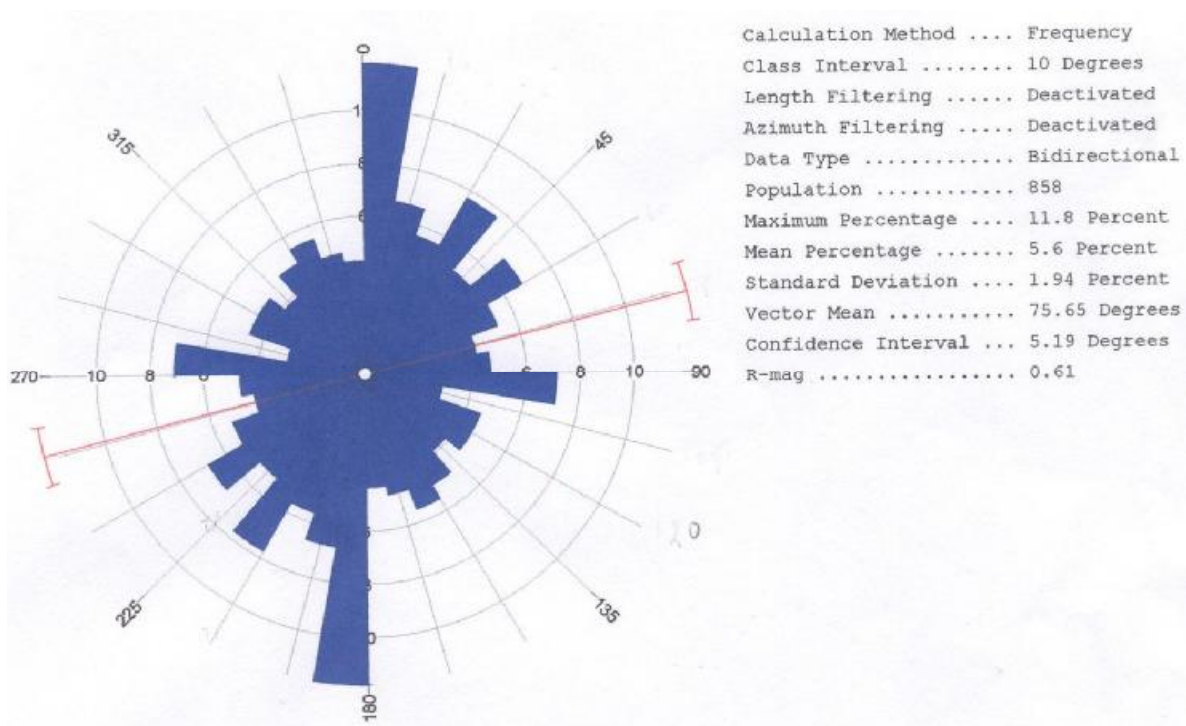 Calculation Method .... Frequency
Class Interval ........ 10 Degrees
Length Filtering ...... Deactivated
Azimuth Filtering ..... Deactivated
Data Type ............. Bidirectional
Population ............ 858
Maximum Percentage .... 11.8 Percent
Mean Percentage ....... 5.6 Percent
Standard Deviation .... 1.94 Percent
Vector Mean ........... 75.65 Degrees
Confidence Interval ... 5.19 Degrees
R-mag ................. 0.61
0
315
45
270
10
8
8
10
90
225
135
180